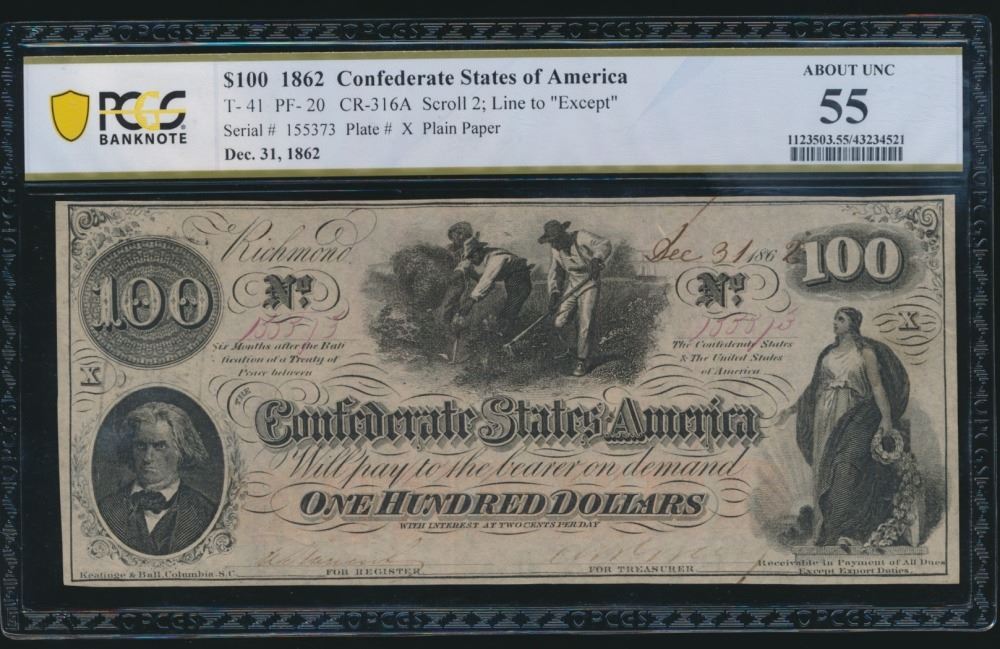 $100 1862 Confederate States of America
T- 41 PF- 20 CR-316A Scroll 2; Line to "Except"
Serial # 155373 Plate # X Plain Paper
Dec. 31, 1862
PCGS
BANKNOTE
ABOUT UNC
55
1123503.55/43234521
Richmond
Dec 31 1862
100
100
No.
No.
X
Six Months after the Rati
fication of a Treaty of
Peace between
The Confederate States
& The United States
of America
X
THE
Confederate States of America
Will pay to the bearer on demand
ONE HUNDRED DOLLARS
WITH INTEREST AT TWO CENTS PER DAY
FOR REGISTER
FOR TREASURER
Keatinge & Ball, Columbia, S.C.
Receivable in Payment of All Dues
Except Export Duties.